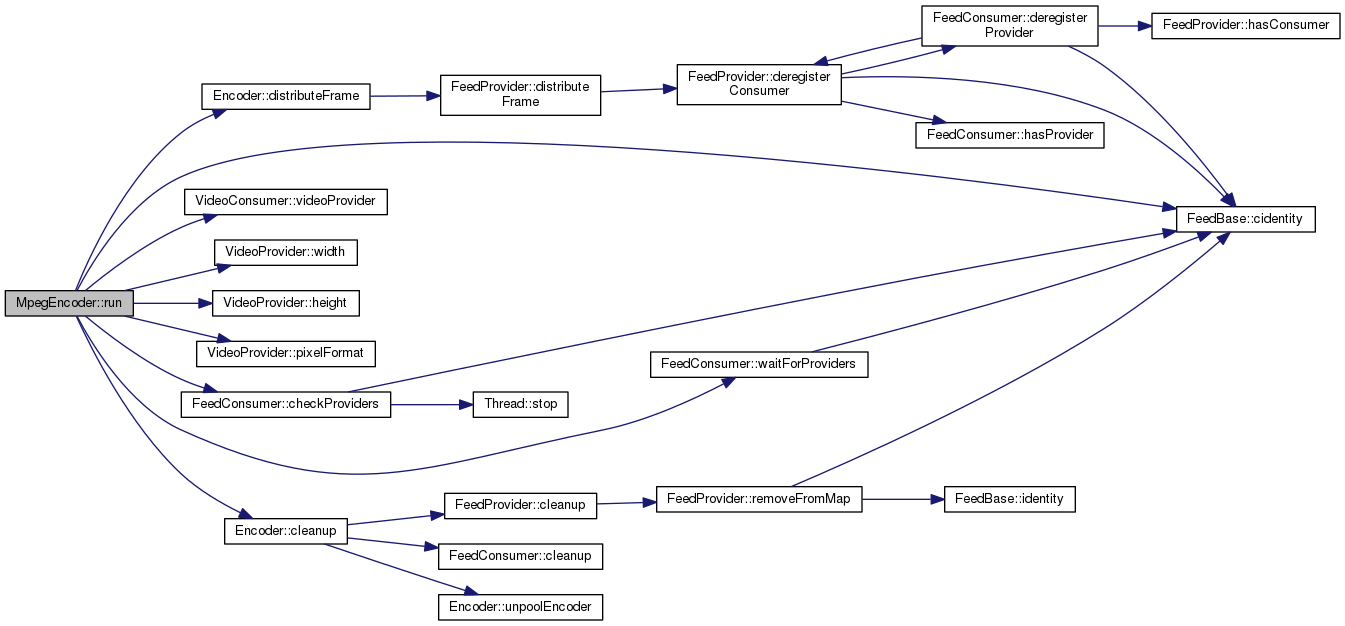 FeedConsumer::deregister
Provider
FeedProvider::hasConsumer
FeedProvider::deregister
Consumer
Encoder::distributeFrame
FeedProvider::distribute
Frame
FeedConsumer::hasProvider
VideoConsumer::videoProvider
FeedBase::cidentity
VideoProvider::width
MpegEncoder::run
VideoProvider::height
VideoProvider::pixelFormat
FeedConsumer::waitForProviders
FeedConsumer::checkProviders
Thread::stop
FeedProvider::cleanup
FeedProvider::removeFromMap
FeedBase::identity
Encoder::cleanup
FeedConsumer::cleanup
Encoder::unpoolEncoder